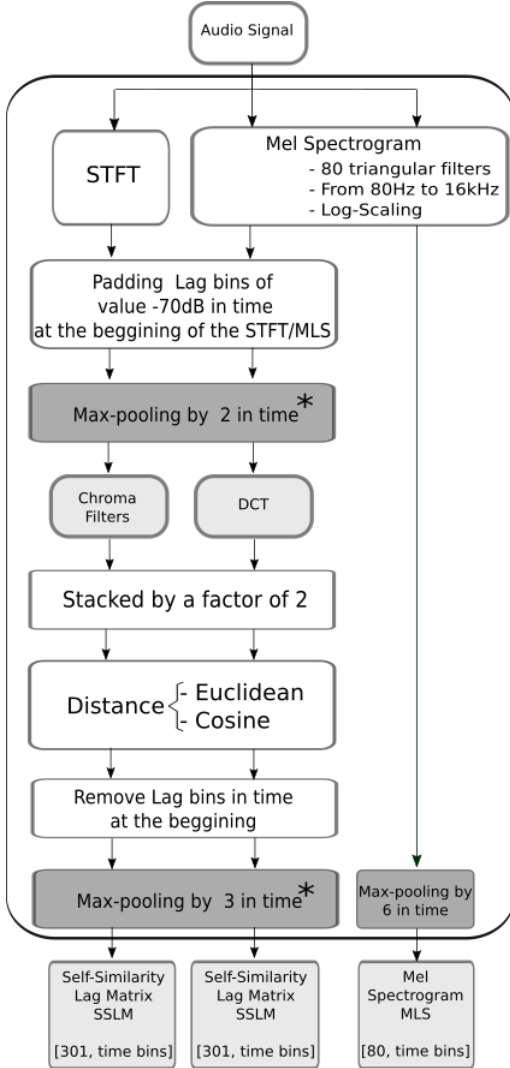 Audio Signal
STFT
Mel Spectrogram
- 80 triangular filters
- From 80Hz to 16kHz
- Log-Scaling
Padding Lag bins of
value -70dB in time
at the beggining of the STFT/MLS
Max-pooling by 2 in time*
Chroma
Filters
DCT
Stacked by a factor of 2
Distance { - Euclidean
- Cosine
Remove Lag bins in time
at the beggining
Max-pooling by 3 in time*
Max-pooling by
6 in time
Self-Similarity
Lag Matrix
SSLM
[301, time bins]
Self-Similarity
Lag Matrix
SSLM
[301, time bins]
Mel
Spectrogram
MLS
[80, time bins]